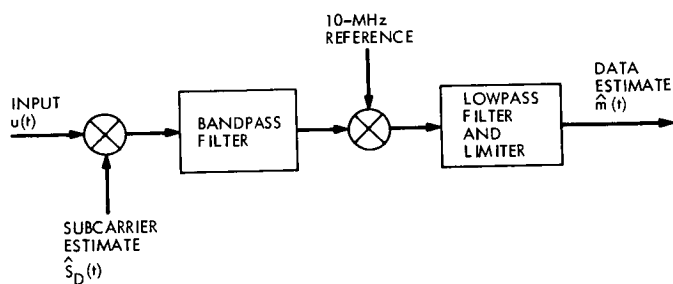 10-MHz
REFERENCE
INPUT
u(t)
BANDPASS
FILTER
LOWPASS
FILTER
AND
LIMITER
DATA
ESTIMATE
m̂(t)
SUBCARRIER
ESTIMATE
Ŝ_D(t)